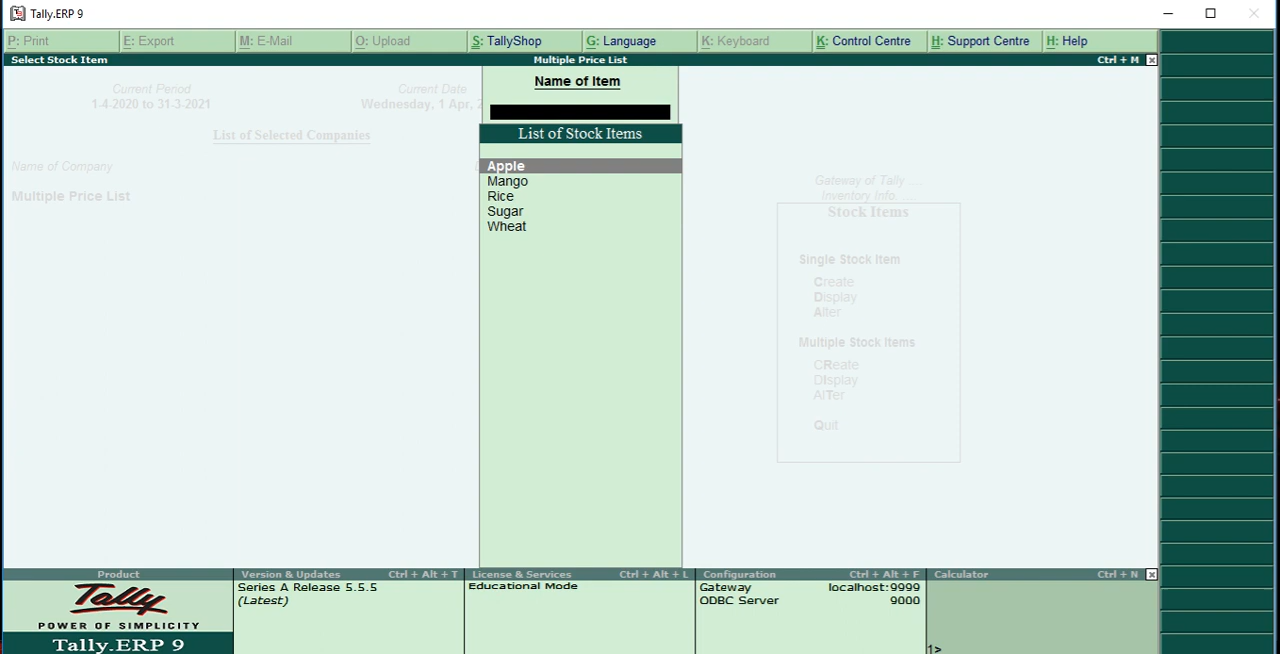 Tally.ERP 9
P: Print E: Export M: E-Mail O: Upload S: TallyShop G: Language K: Keyboard K: Control Centre H: Support Centre H: Help
Select Stock Item Multiple Price List Ctrl + M
Current Period Current Date
1-4-2020 to 31-3-2021 Wednesday, 1 Apr,
List of Selected Companies
Name of Company
Multiple Price List
Name of Item
List of Stock Items
Apple
Mango
Rice
Sugar
Wheat
Gateway of Tally ....
Inventory Info. ....
Stock Items
Single Stock Item
Create
Display
Alter
Multiple Stock Items
CReate
DIsplay
AlTer
Quit
Product
Tally
POWER OF SIMPLICITY
Tally.ERP 9
Version & Updates Ctrl + Alt + T
Series A Release 5.5.5
(Latest)
License & Services Ctrl + Alt + L
Educational Mode
Configuration Ctrl + Alt + F
Gateway localhost:9999
ODBC Server 9000
Calculator Ctrl + N
1>